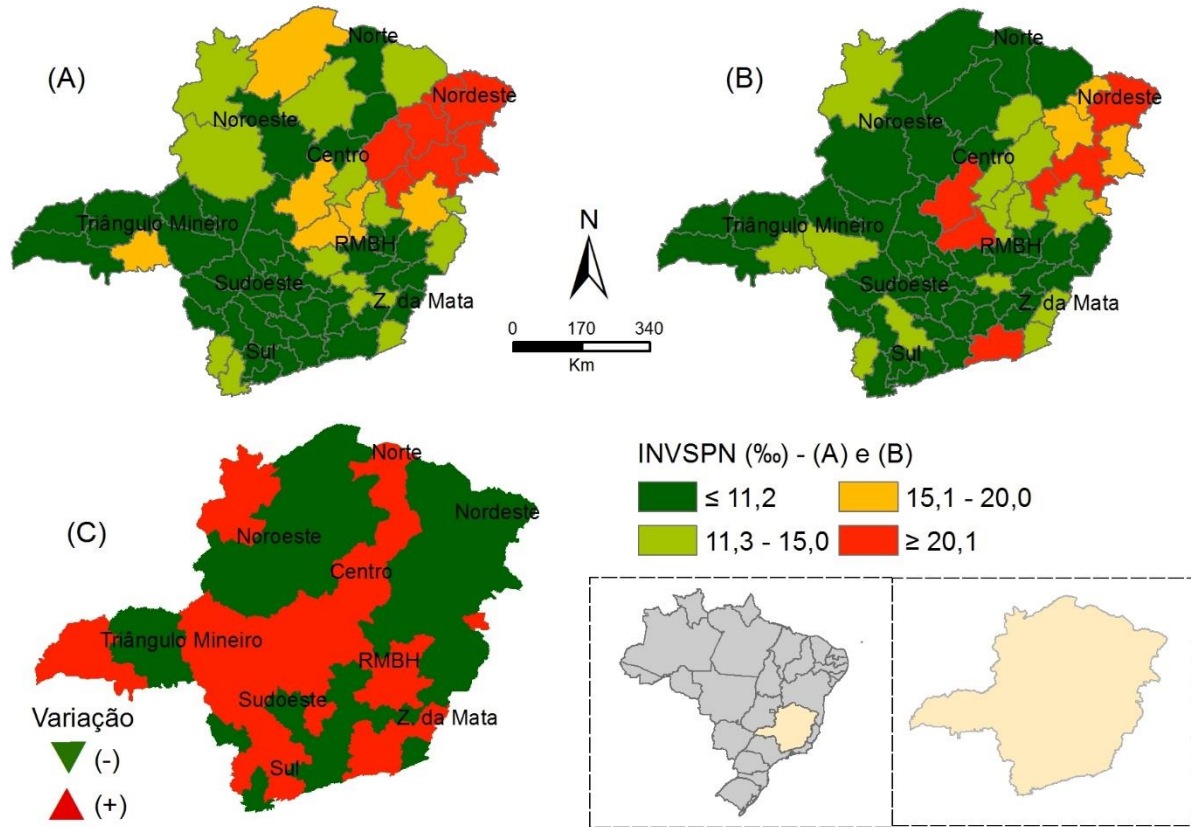 (A)
Norte
Nordeste
Noroeste
Centro
Triângulo Mineiro
RMBH
Sudoeste
Z. da Mata
Sul
N
0 170 340
Km
(B)
Norte
Nordeste
Noroeste
Centro
Triângulo Mineiro
RMBH
Sudoeste
Z. da Mata
Sul
(C)
Norte
Nordeste
Noroeste
Centro
Triângulo Mineiro
RMBH
Sudoeste
Z. da Mata
Sul
Variação
(-)
(+)
INVSPN (‰) - (A) e (B)
≤ 11,2
15,1 - 20,0
11,3 - 15,0
≥ 20,1